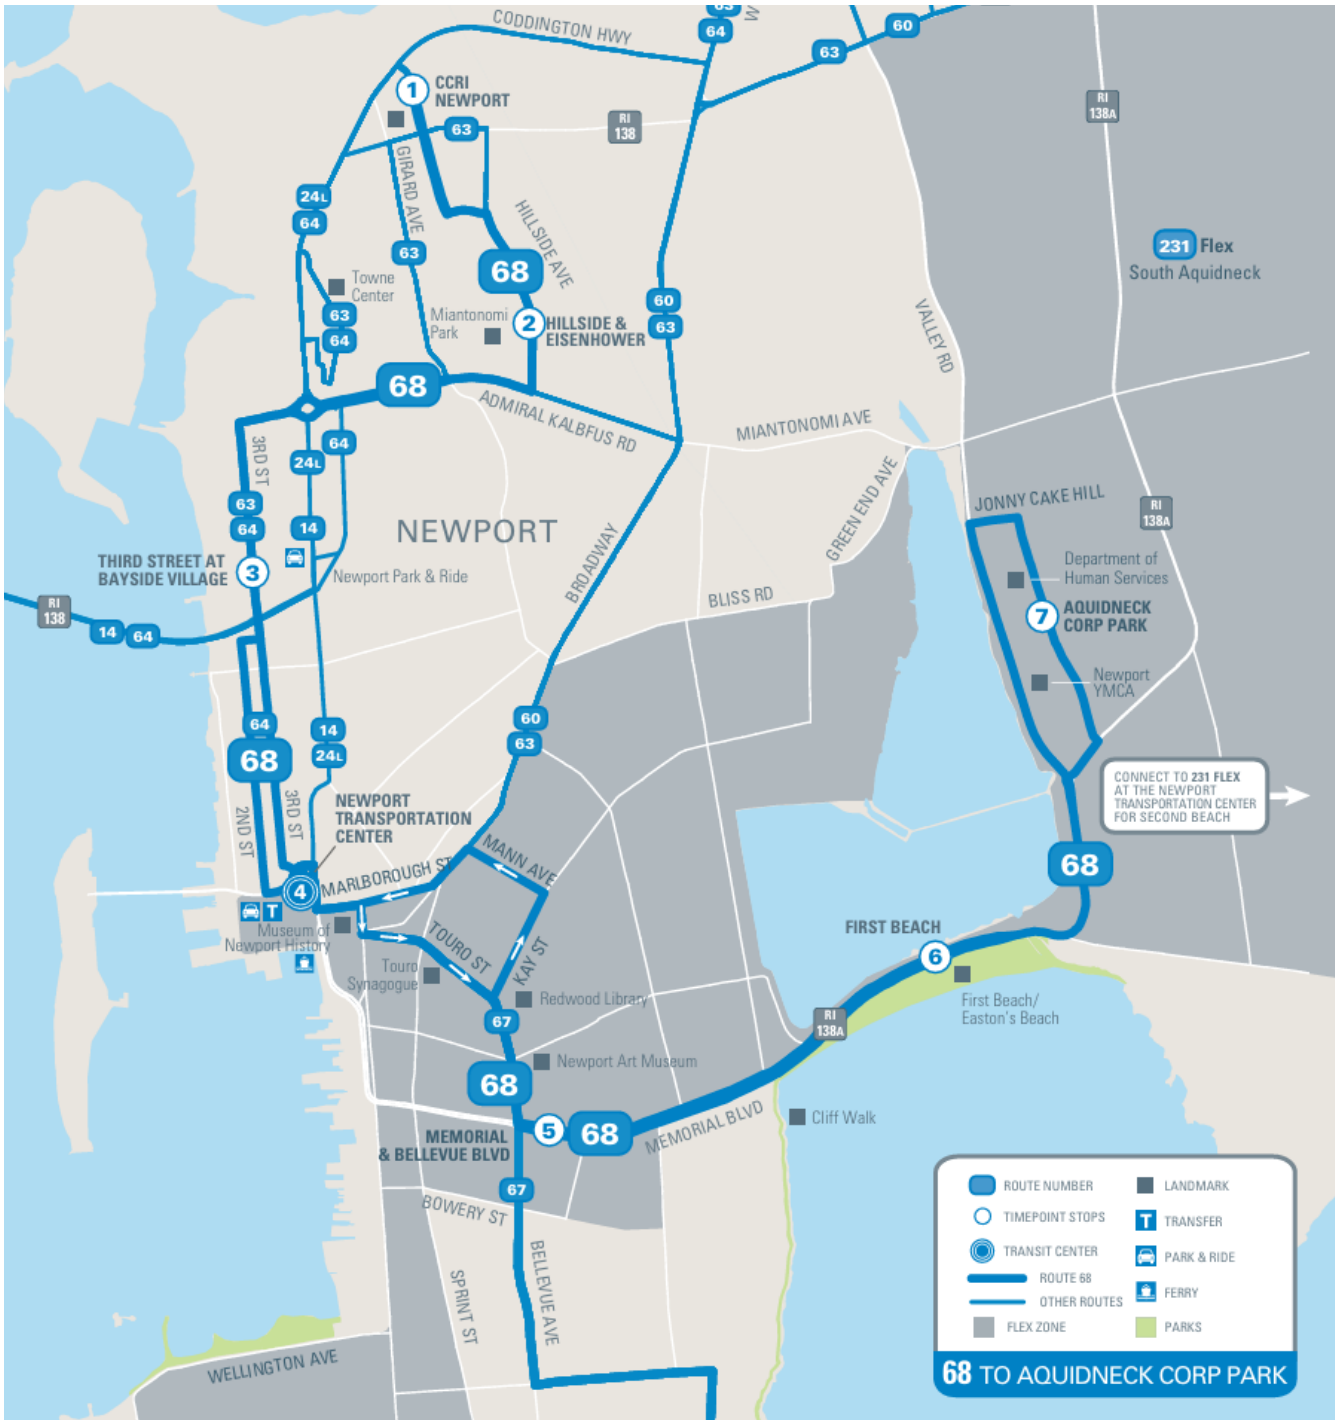 63
64
M
CODDINGTON HWY
60
63
1
CCRI
NEWPORT
RI
138A
RI
138
63
GIRARD AVE
24L
64
HILLSIDE AVE
63
68
231 Flex
South Aquidneck
Towne
Center
63
64
Miantonomi
Park
2
HILLSIDE &
EISENHOWER
60
63
VALLEY RD
68
ADMIRAL KALBFUS RD
MIANTONOMI AVE
3RD ST
64
24L
GREEN END AVE
JONNY CAKE HILL
RI
138A
63
64
14
NEWPORT
BROADWAY
THIRD STREET AT
BAYSIDE VILLAGE
3
Newport Park & Ride
Department of
Human Services
BLISS RD
7
AQUIDNECK
CORP PARK
RI
138
14
64
Newport
YMCA
64
14
24L
60
63
68
CONNECT TO 231 FLEX
AT THE NEWPORT
TRANSPORTATION CENTER
FOR SECOND BEACH
2ND ST
3RD ST
NEWPORT
TRANSPORTATION
CENTER
MARLBOROUGH ST
MANN AVE
68
4
T
Museum of
Newport History
TOURO ST
KAY ST
FIRST BEACH
6
Touro
Synagogue
Redwood Library
First Beach/
Easton's Beach
67
RI
138A
Newport Art Museum
68
5
68
MEMORIAL BLVD
Cliff Walk
MEMORIAL
& BELLEVUE BLVD
67
BOWERY ST
BELLEVUE AVE
SPRINT ST
WELLINGTON AVE
ROUTE NUMBER
TIMEPOINT STOPS
TRANSIT CENTER
ROUTE 68
OTHER ROUTES
FLEX ZONE
LANDMARK
T TRANSFER
PARK & RIDE
FERRY
PARKS
68 TO AQUIDNECK CORP PARK